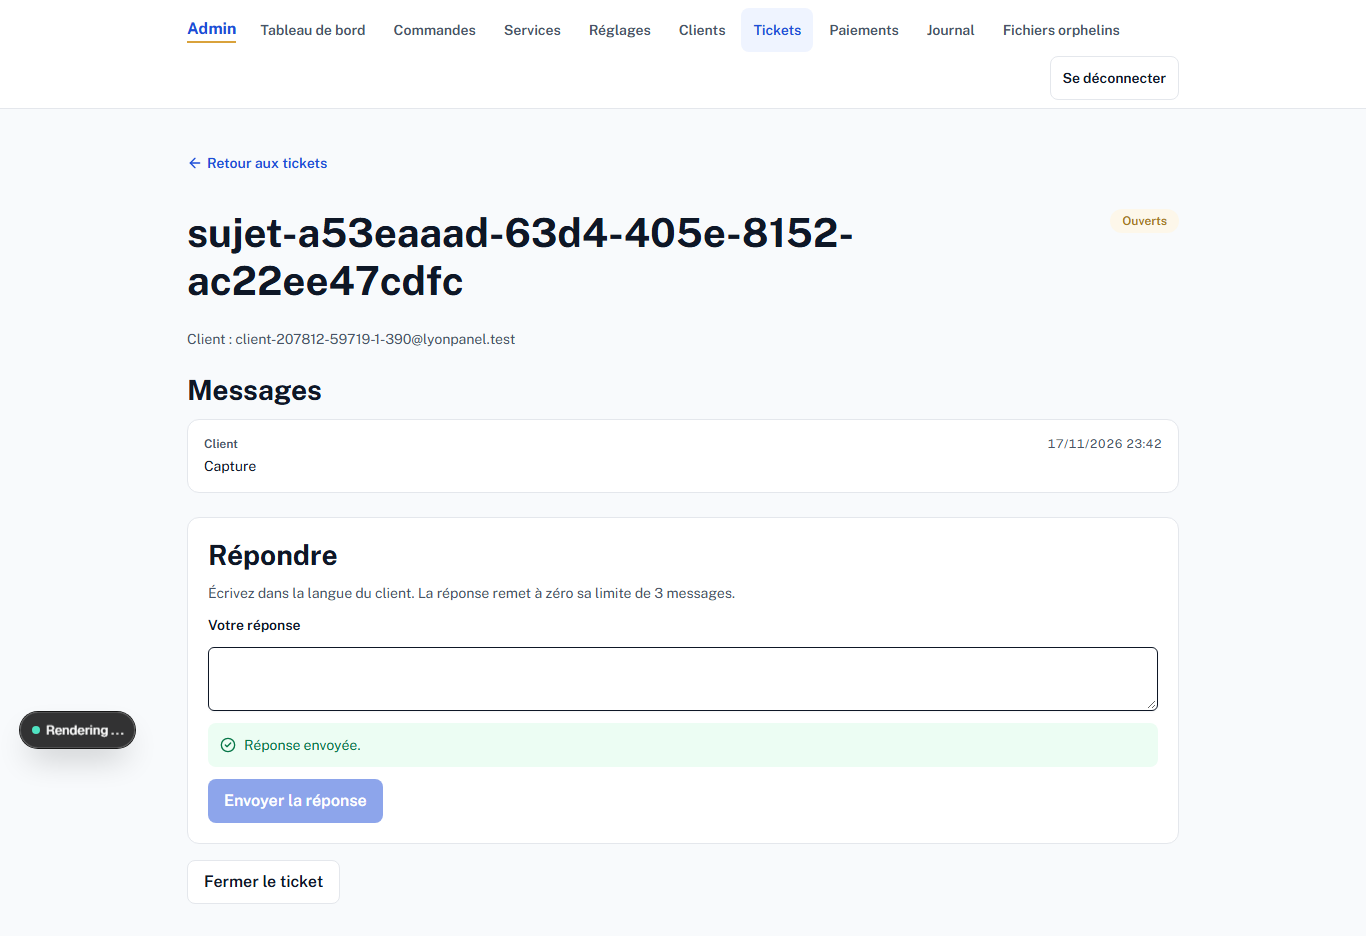 Admin Tableau de bord Commandes Services Réglages Clients Tickets Paiements Journal Fichiers orphelins
Se déconnecter
← Retour aux tickets
sujet-a53eaaad-63d4-405e-8152-
ac22ee47cdfc
Ouverts
Client : client-207812-59719-1-390@lyonpanel.test
Messages
Client 17/11/2026 23:42
Capture
Répondre
Écrivez dans la langue du client. La réponse remet à zéro sa limite de 3 messages.
Votre réponse
Rendering ...
Réponse envoyée.
Envoyer la réponse
Fermer le ticket